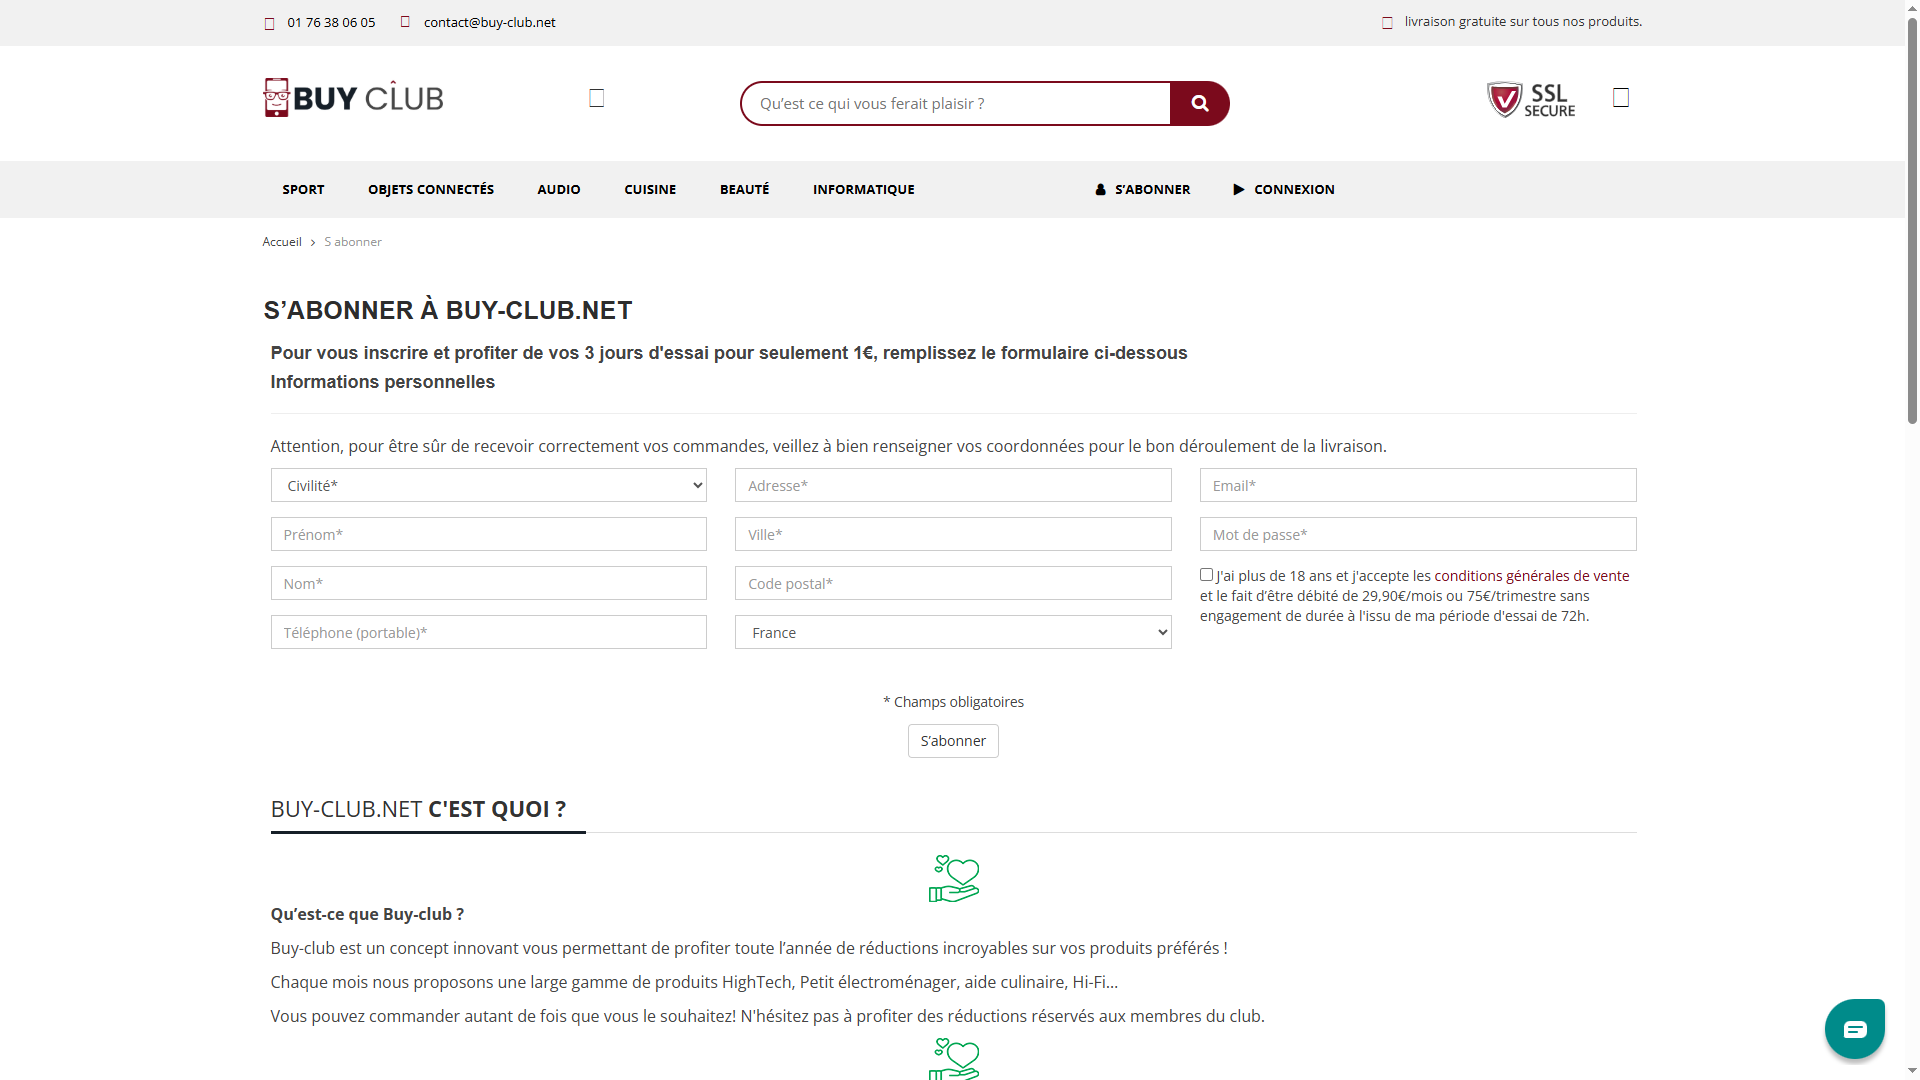 01 76 38 06 05 contact@buy-club.net livraison gratuite sur tous nos produits.
BUY CLUB Qu’est ce qui vous ferait plaisir ? SSL SECURE
SPORT OBJETS CONNECTÉS AUDIO CUISINE BEAUTÉ INFORMATIQUE S’ABONNER CONNEXION
Accueil > S abonner
S’ABONNER À BUY-CLUB.NET
Pour vous inscrire et profiter de vos 3 jours d'essai pour seulement 1€, remplissez le formulaire ci-dessous
Informations personnelles
Attention, pour être sûr de recevoir correctement vos commandes, veillez à bien renseigner vos coordonnées pour le bon déroulement de la livraison.
Civilité* Adresse* Email*
Prénom* Ville* Mot de passe*
Nom* Code postal*
Téléphone (portable)* France
J'ai plus de 18 ans et j'accepte les conditions générales de vente
et le fait d’être débité de 29,90€/mois ou 75€/trimestre sans
engagement de durée à l'issu de ma période d'essai de 72h.
* Champs obligatoires
S’abonner
BUY-CLUB.NET C'EST QUOI ?
Qu’est-ce que Buy-club ?
Buy-club est un concept innovant vous permettant de profiter toute l’année de réductions incroyables sur vos produits préférés !
Chaque mois nous proposons une large gamme de produits HighTech, Petit électroménager, aide culinaire, Hi-Fi...
Vous pouvez commander autant de fois que vous le souhaitez! N'hésitez pas à profiter des réductions réservés aux membres du club.